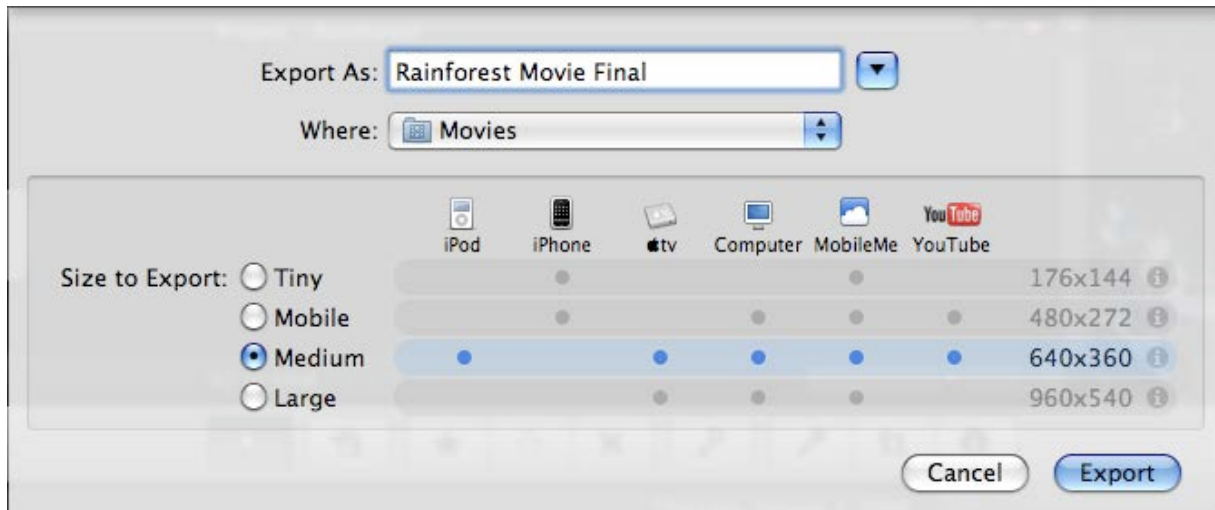 Export As: Rainforest Movie Final
Where: Movies
iPod iPhone tv Computer MobileMe YouTube
Size to Export: Tiny 176x144
Mobile 480x272
Medium 640x360
Large 960x540
Cancel Export